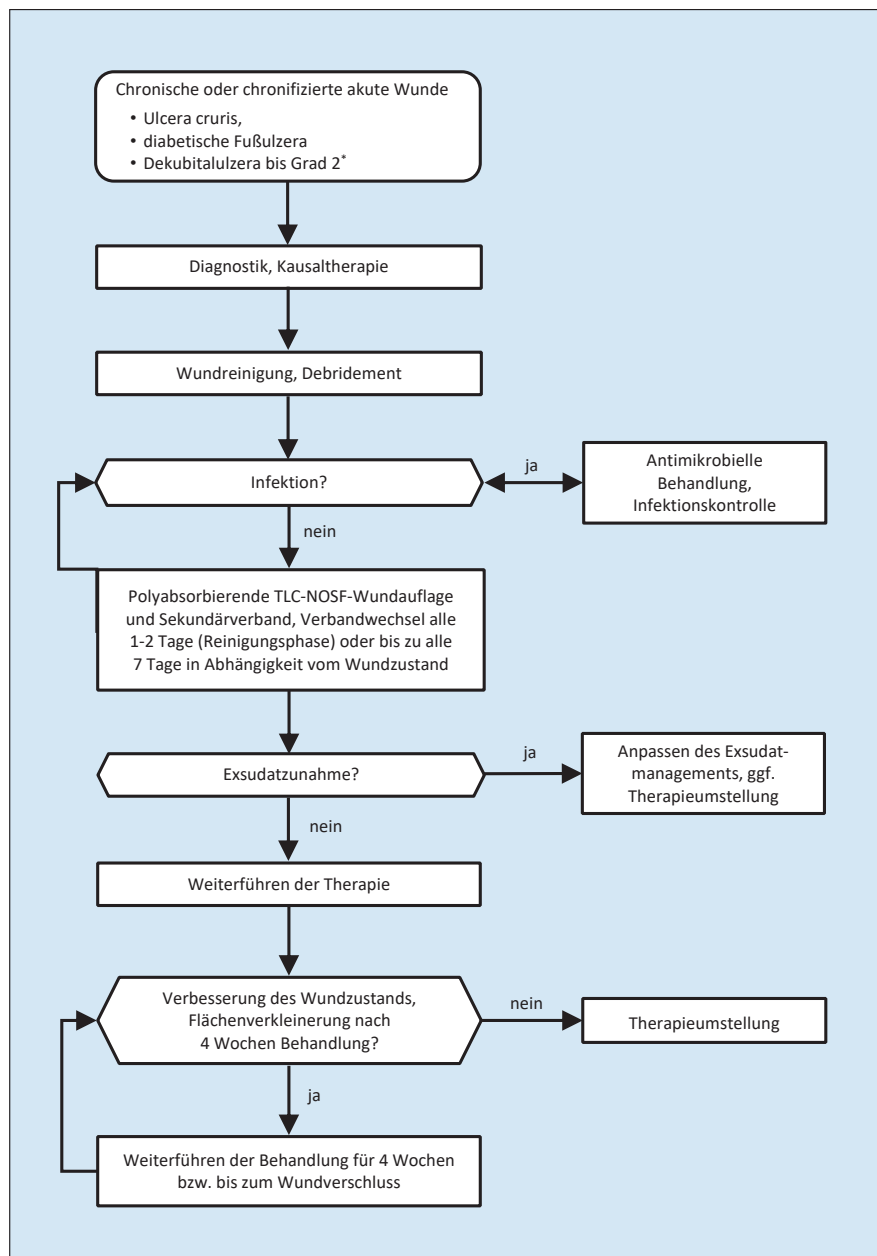 Chronische oder chronifizierte akute Wunde
• Ulcera cruris,
• diabetische Fußulzera
• Dekubitalulzera bis Grad 2*
Diagnostik, Kausaltherapie
Wundreinigung, Debridement
Infektion?
ja
Antimikrobielle
Behandlung,
Infektionskontrolle
nein
Polyabsorbierende TLC-NOSF-Wundauflage
und Sekundärverband, Verbandwechsel alle
1-2 Tage (Reinigungsphase) oder bis zu alle
7 Tage in Abhängigkeit vom Wundzustand
Exsudatzunahme?
ja
Anpassen des Exsudat-
managements, ggf.
Therapieumstellung
nein
Weiterführen der Therapie
Verbesserung des Wundzustands,
Flächenverkleinerung nach
4 Wochen Behandlung?
nein
Therapieumstellung
ja
Weiterführen der Behandlung für 4 Wochen
bzw. bis zum Wundverschluss